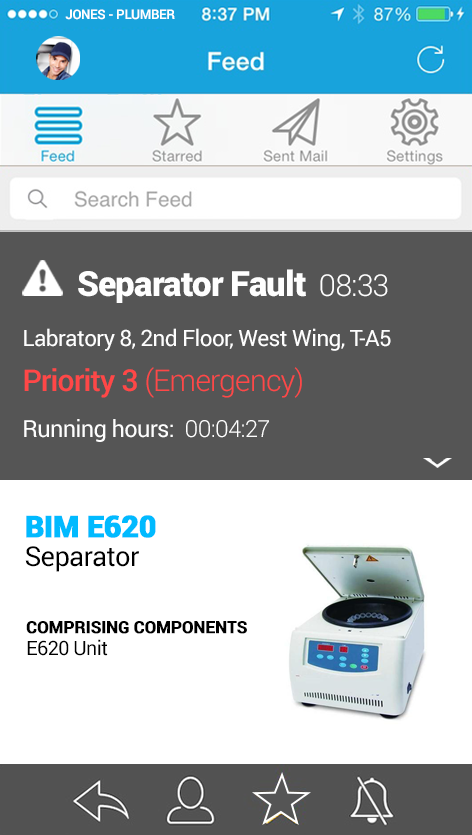 JONES - PLUMBER 8:37 PM 87%
Feed
Feed Starred Sent Mail Settings
Search Feed
Separator Fault 08:33
Labratory 8, 2nd Floor, West Wing, T-A5
Priority 3 (Emergency)
Running hours: 00:04:27
BIM E620
Separator
COMPRISING COMPONENTS
E620 Unit